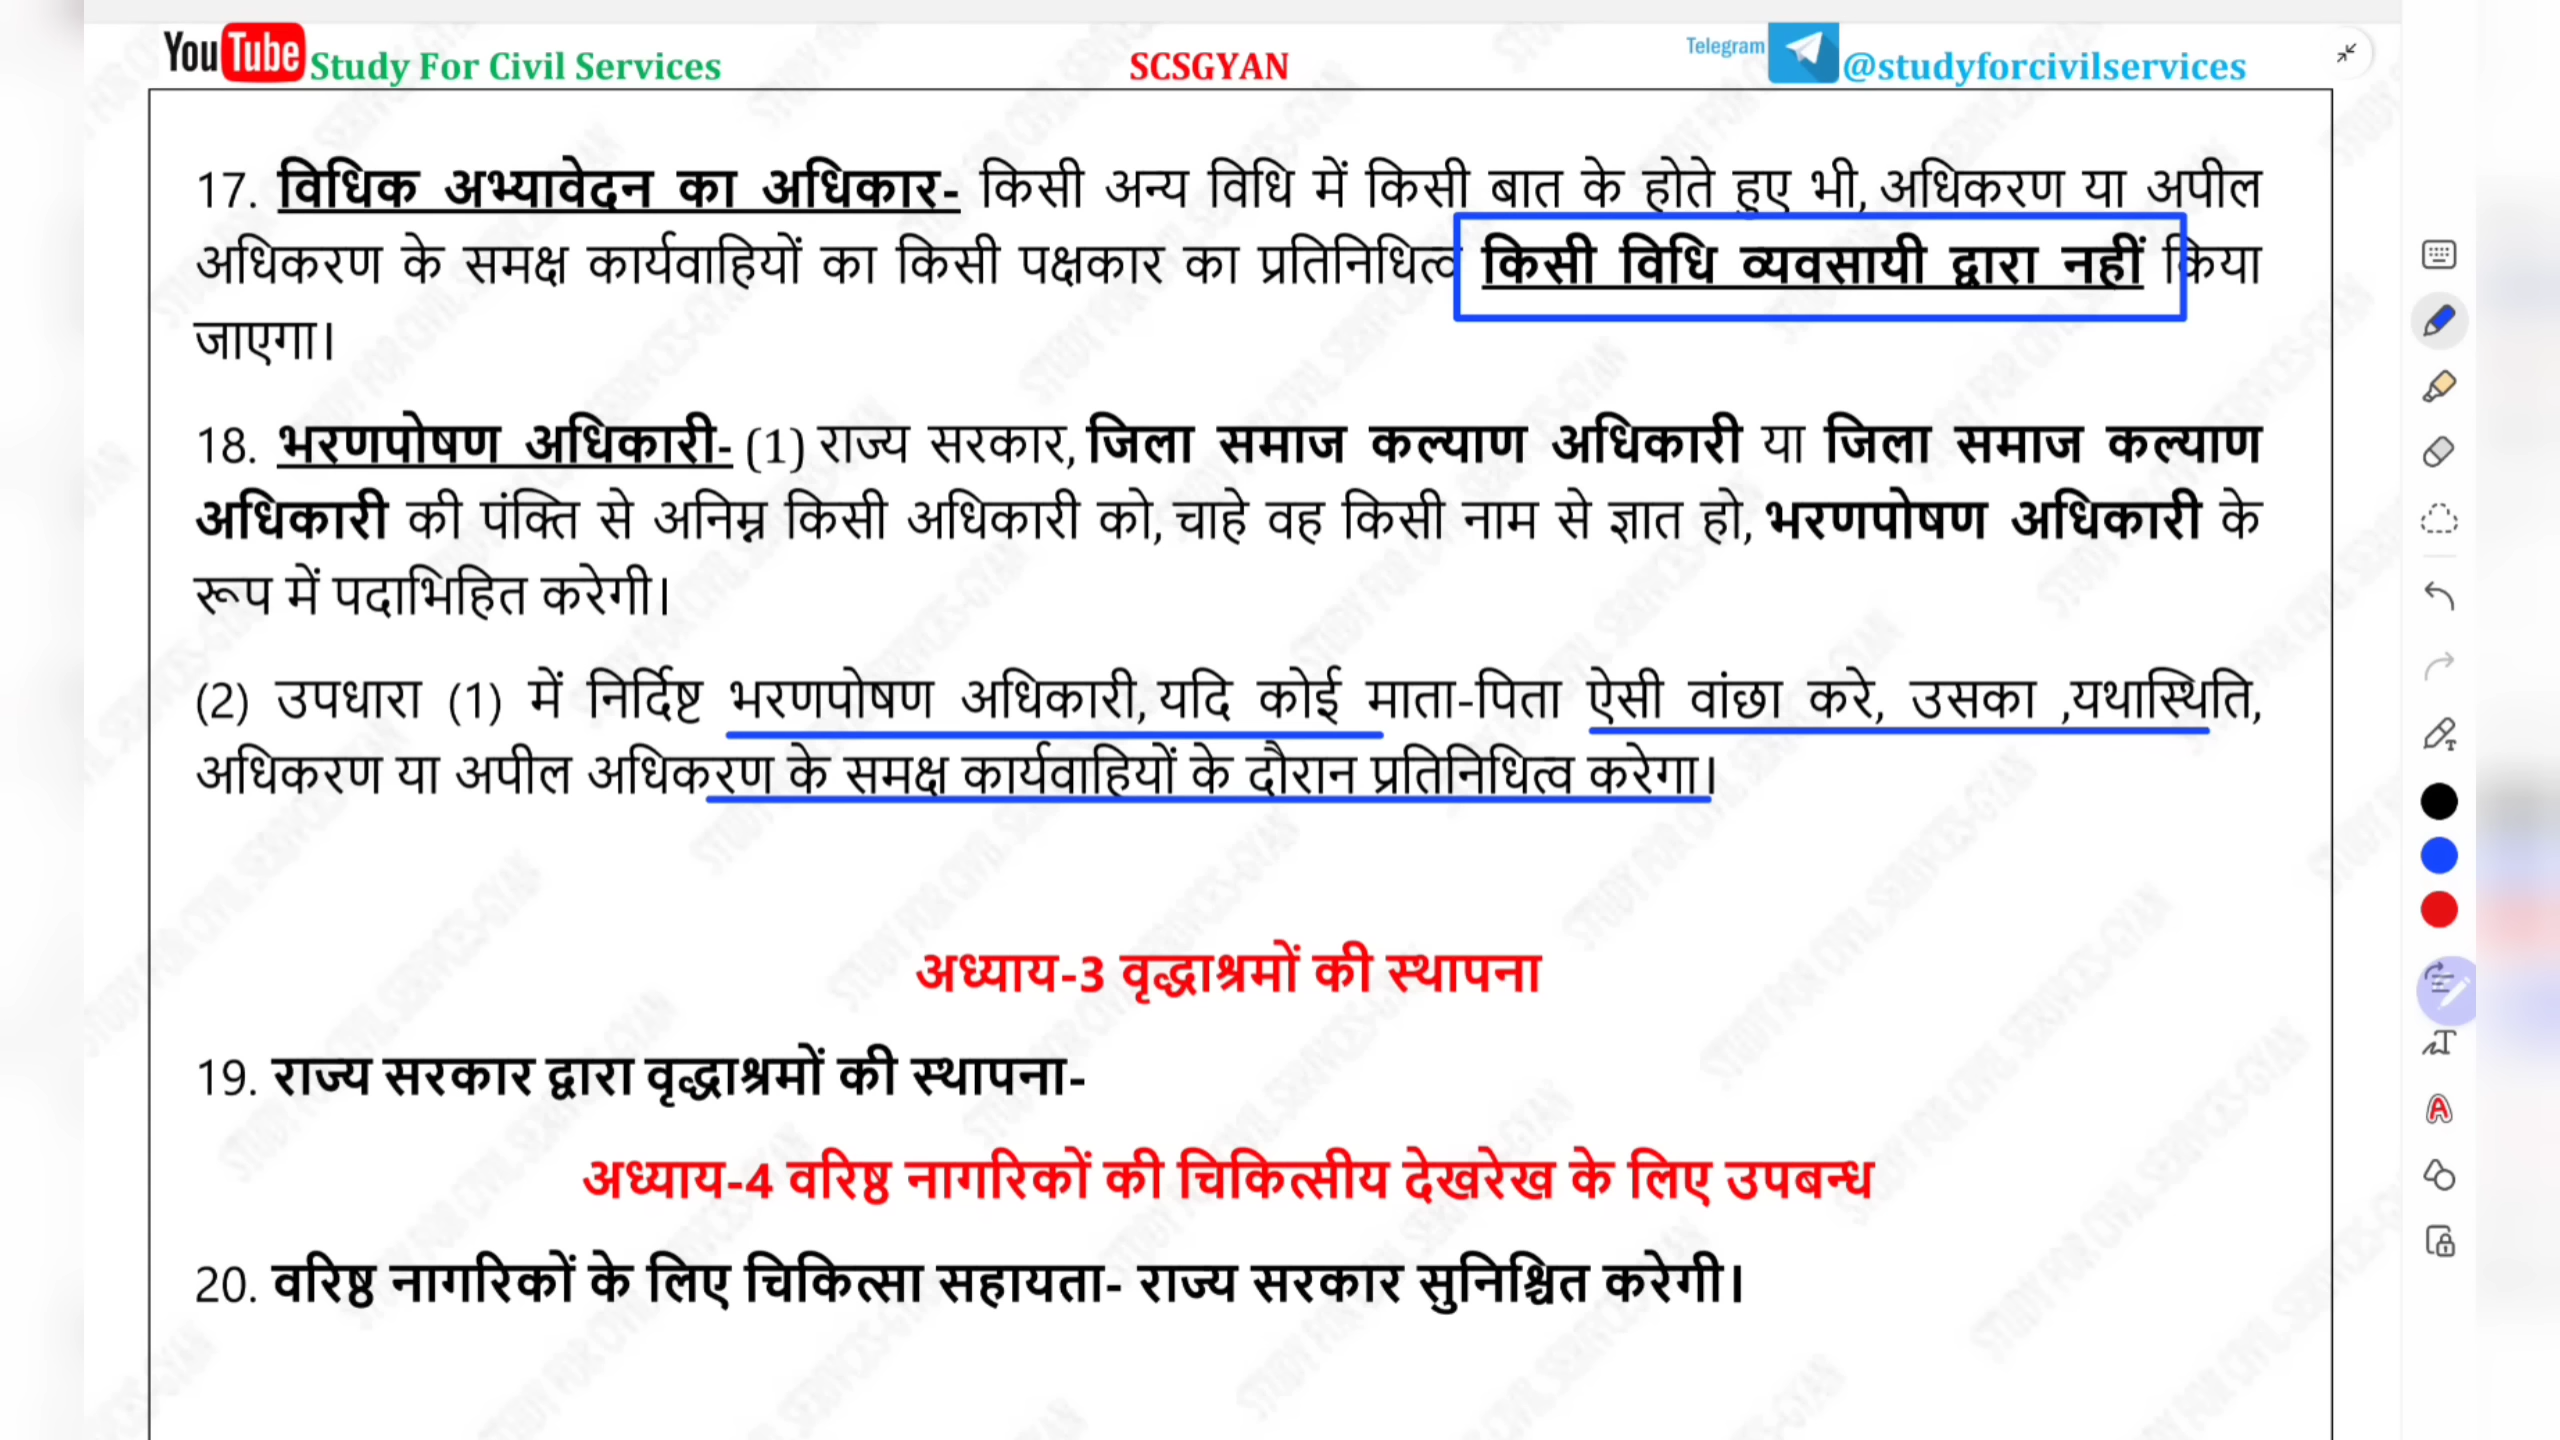 YouTube Study For Civil Services SCSGYAN Telegram @studyforcivilservices
17. विधिक अभ्यावेदन का अधिकार- किसी अन्य विधि में किसी बात के होते हुए भी, अधिकरण या अपील
अधिकरण के समक्ष कार्यवाहियों का किसी पक्षकार का प्रतिनिधित्व किसी विधि व्यवसायी द्वारा नहीं किया
जाएगा।
18. भरणपोषण अधिकारी- (1) राज्य सरकार, जिला समाज कल्याण अधिकारी या जिला समाज कल्याण
अधिकारी की पंक्ति से अनिम्न किसी अधिकारी को, चाहे वह किसी नाम से ज्ञात हो, भरणपोषण अधिकारी के
रूप में पदाभिहित करेगी।
(2) उपधारा (1) में निर्दिष्ट भरणपोषण अधिकारी, यदि कोई माता-पिता ऐसी वांछा करे, उसका ,यथास्थिति,
अधिकरण या अपील अधिकरण के समक्ष कार्यवाहियों के दौरान प्रतिनिधित्व करेगा।
अध्याय-3 वृद्धाश्रमों की स्थापना
19. राज्य सरकार द्वारा वृद्धाश्रमों की स्थापना-
अध्याय-4 वरिष्ठ नागरिकों की चिकित्सीय देखरेख के लिए उपबन्ध
20. वरिष्ठ नागरिकों के लिए चिकित्सा सहायता- राज्य सरकार सुनिश्चित करेगी।